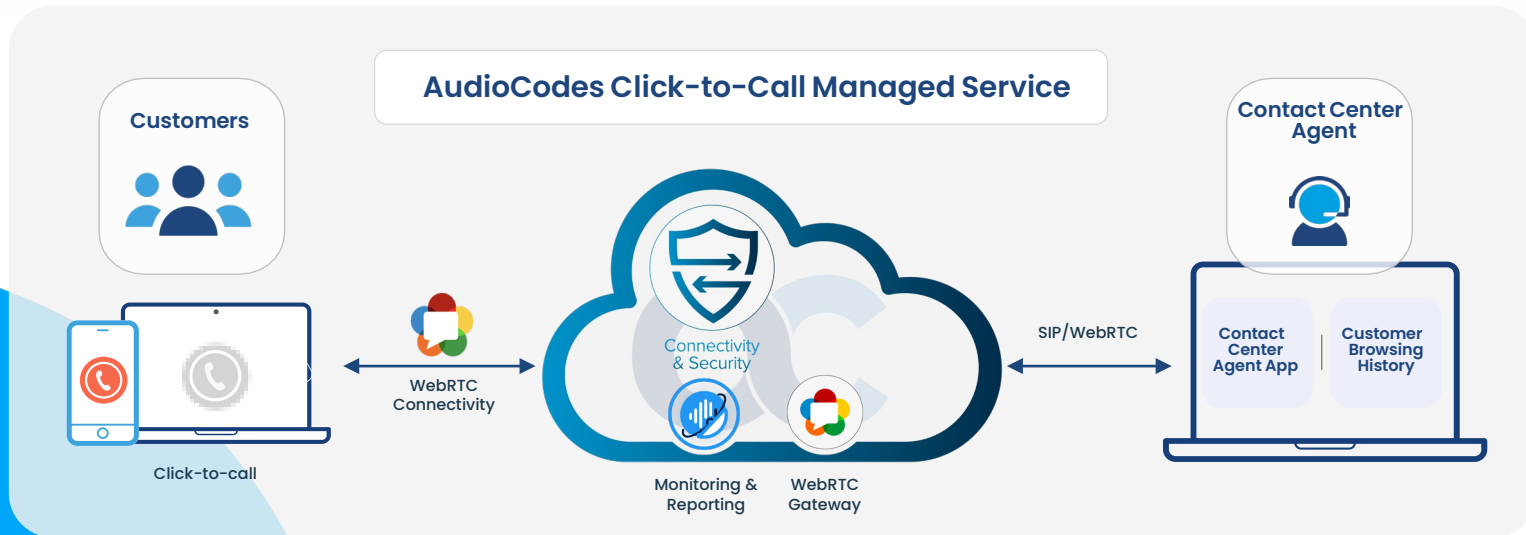 AudioCodes Click-to-Call Managed Service
Customers
Contact Center
Agent
Connectivity
& Security
SIP/WebRTC
Contact
Center
Agent App
Customer
Browsing
History
WebRTC
Connectivity
Click-to-call
Monitoring &
Reporting
WebRTC
Gateway